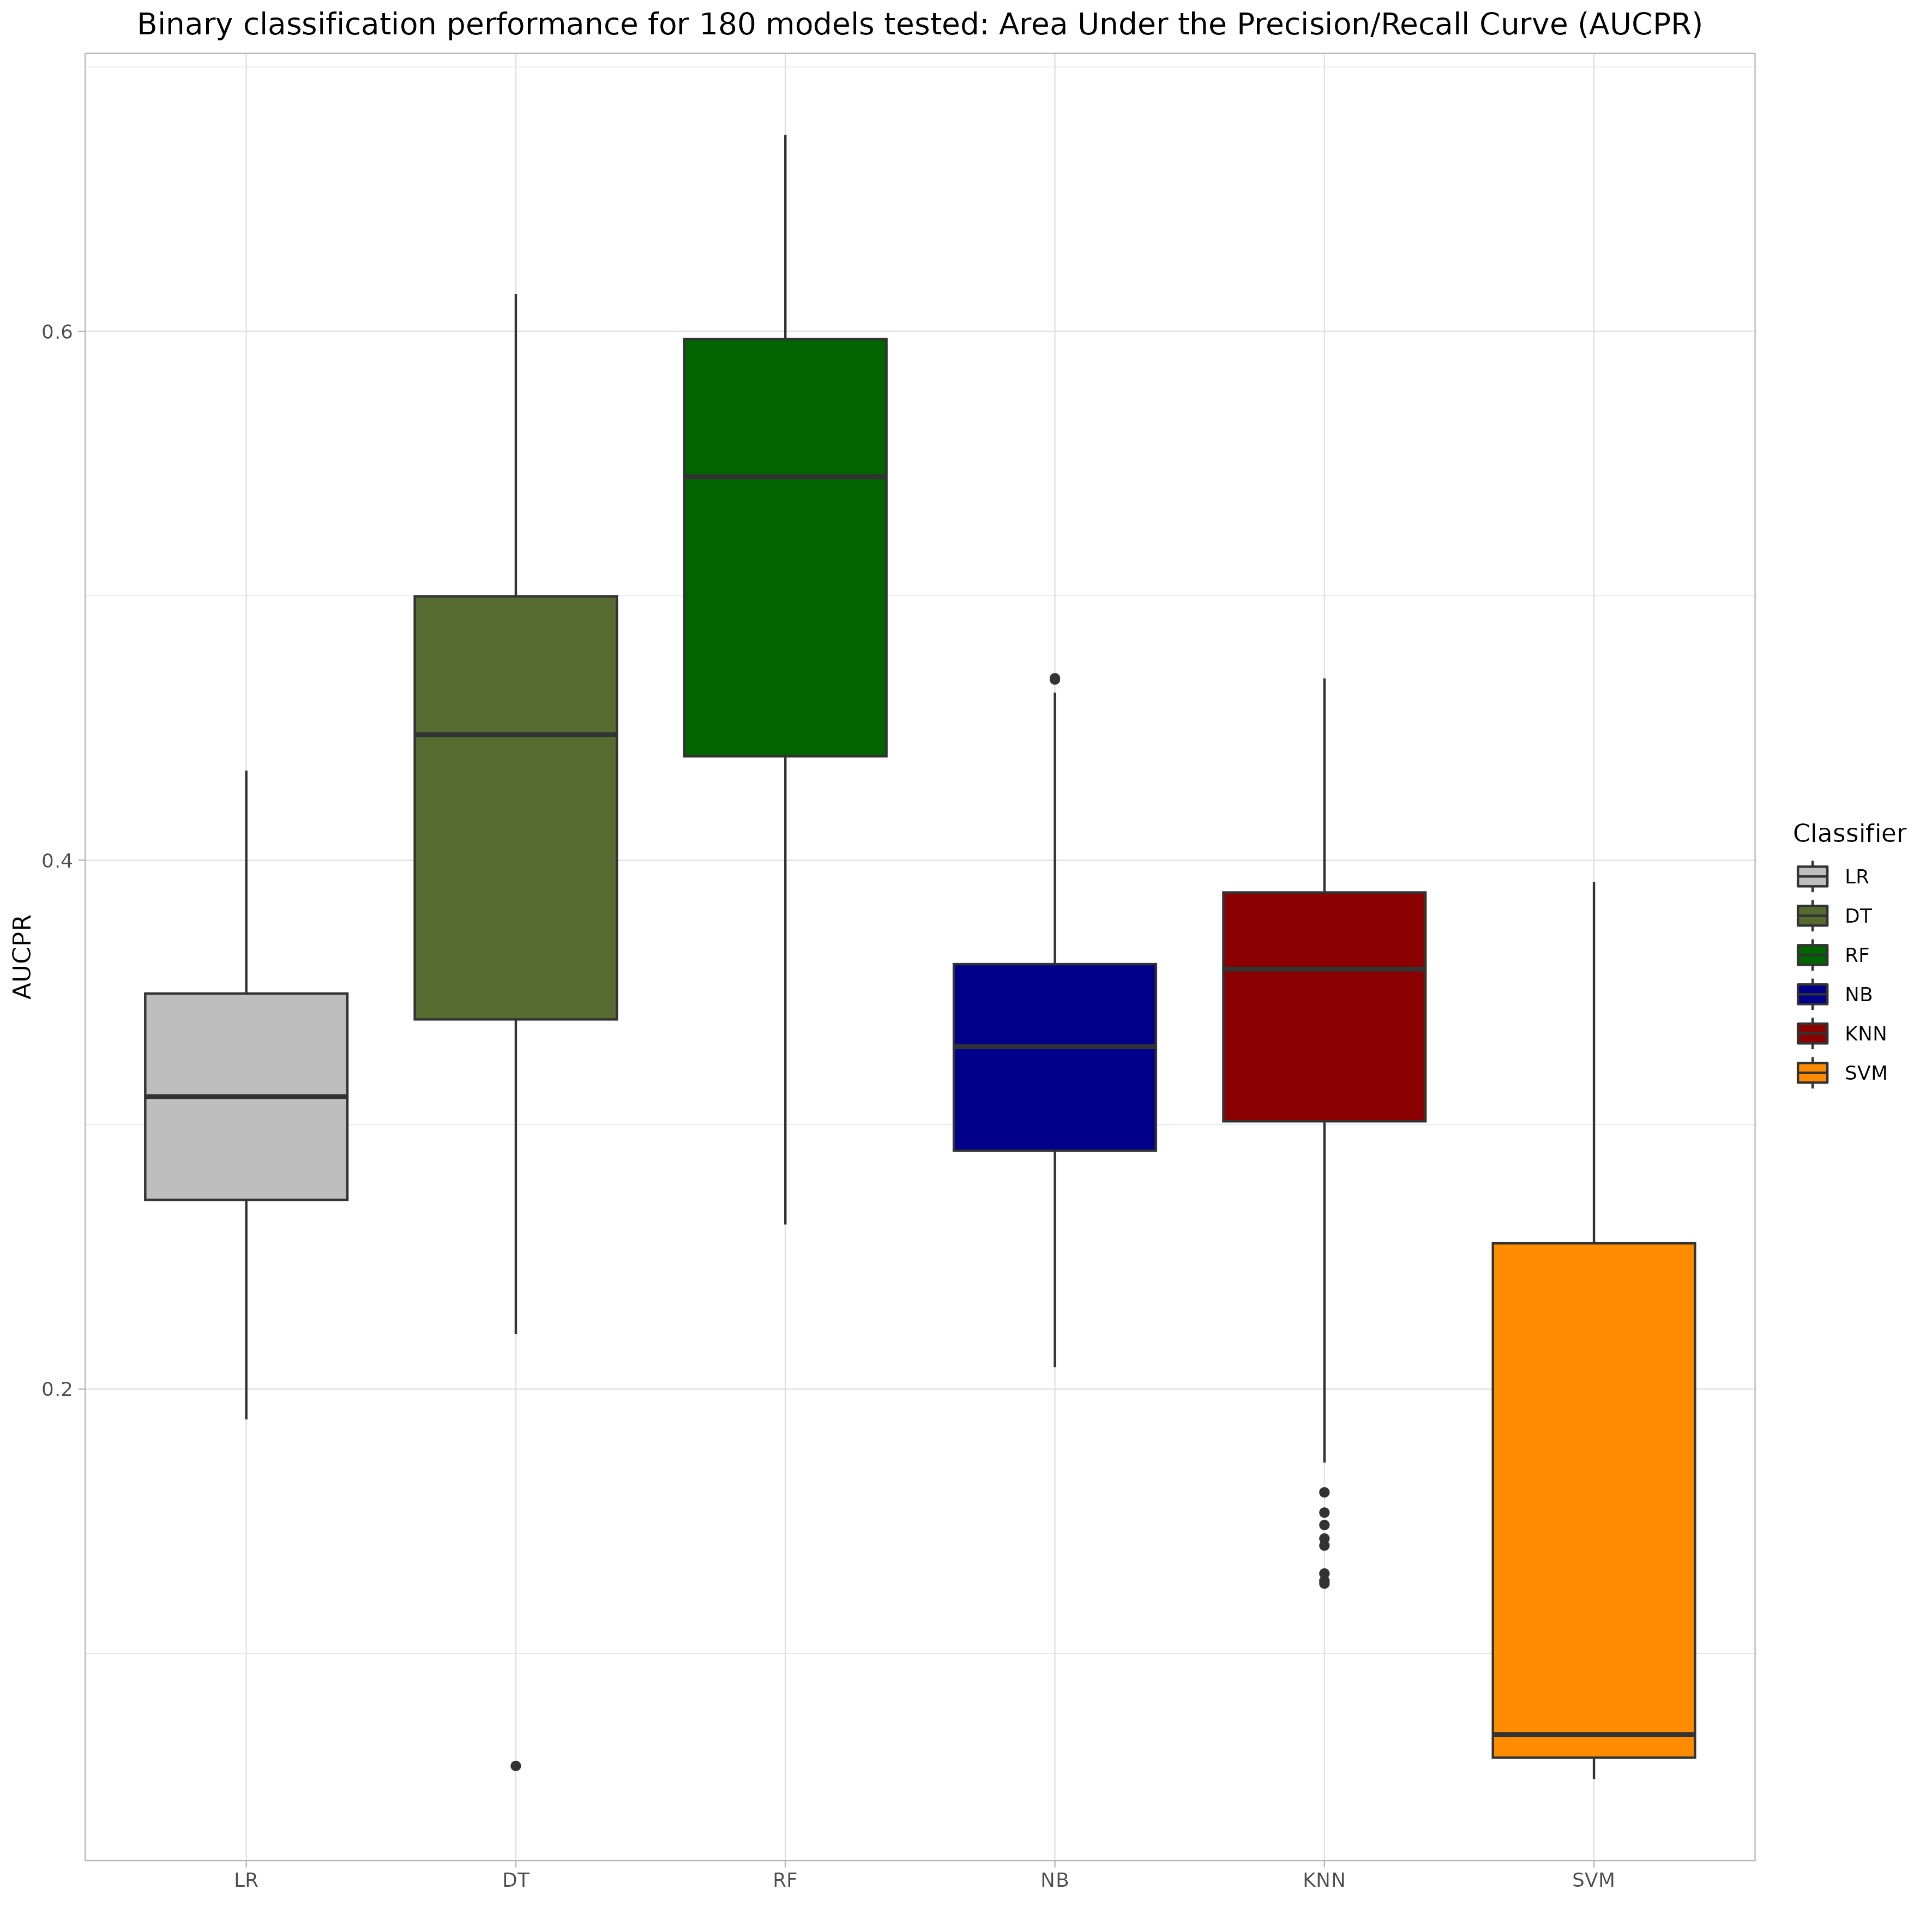 Binary classification performance for 180 models tested: Area Under the Precision/Recall Curve (AUCPR)
AUCPR
0.6
0.4
0.2
LR
DT
RF
NB
KNN
SVM
Classifier
LR
DT
RF
NB
KNN
SVM